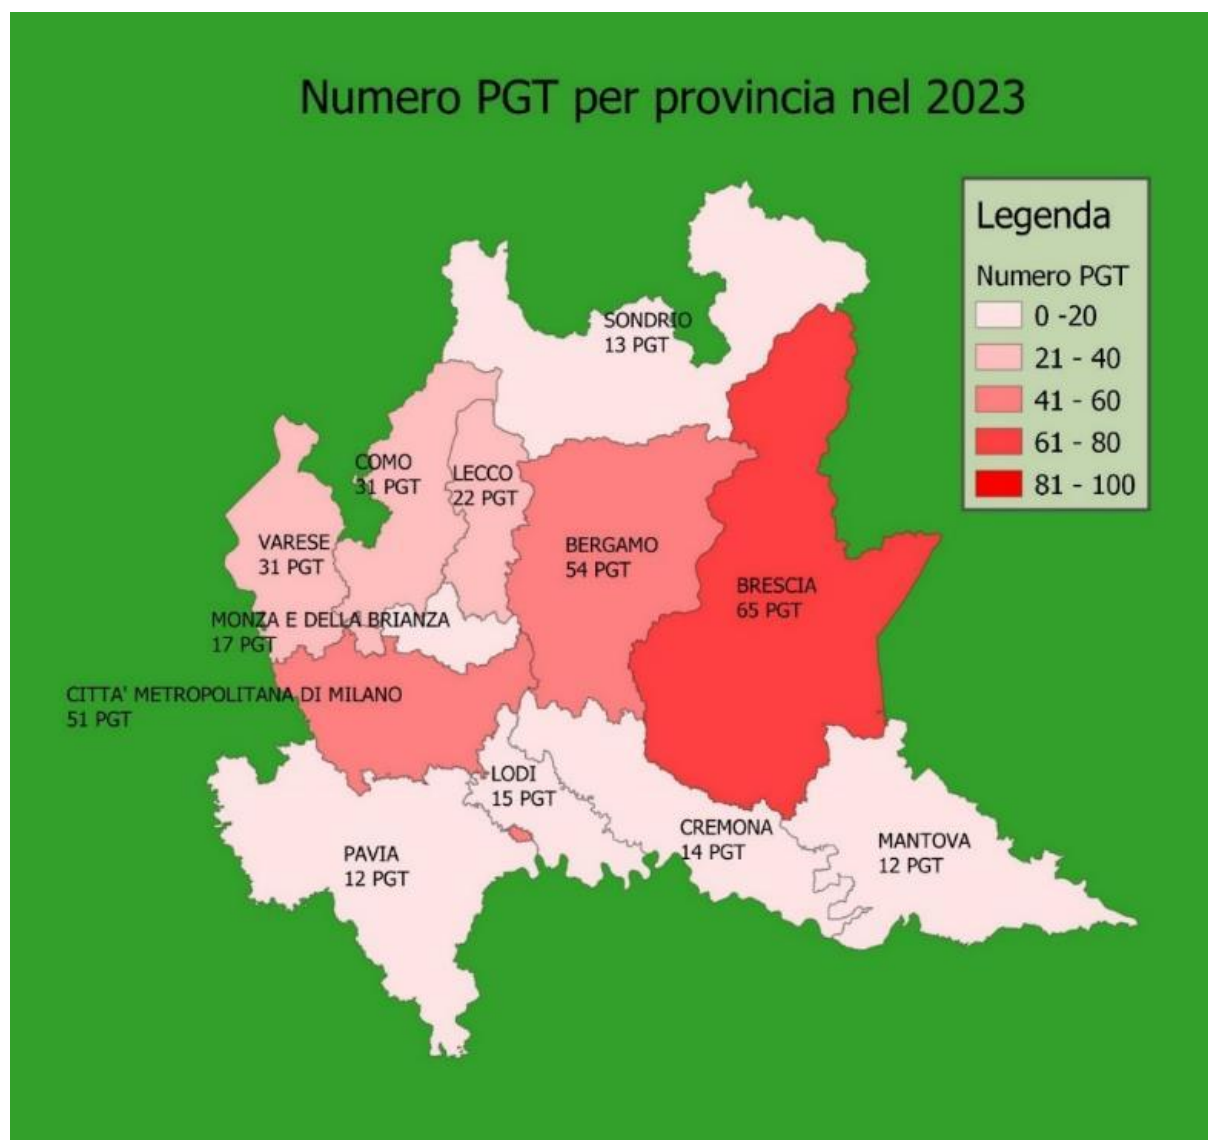 Numero PGT per provincia nel 2023
Legenda
Numero PGT
0 -20
21 - 40
41 - 60
61 - 80
81 - 100
SONDRIO
13 PGT
COMO
31 PGT
LECCO
22 PGT
VARESE
31 PGT
BERGAMO
54 PGT
BRESCIA
65 PGT
MONZA E DELLA BRIANZA
17 PGT
CITTA' METROPOLITANA DI MILANO
51 PGT
LODI
15 PGT
CREMONA
14 PGT
MANTOVA
12 PGT
PAVIA
12 PGT